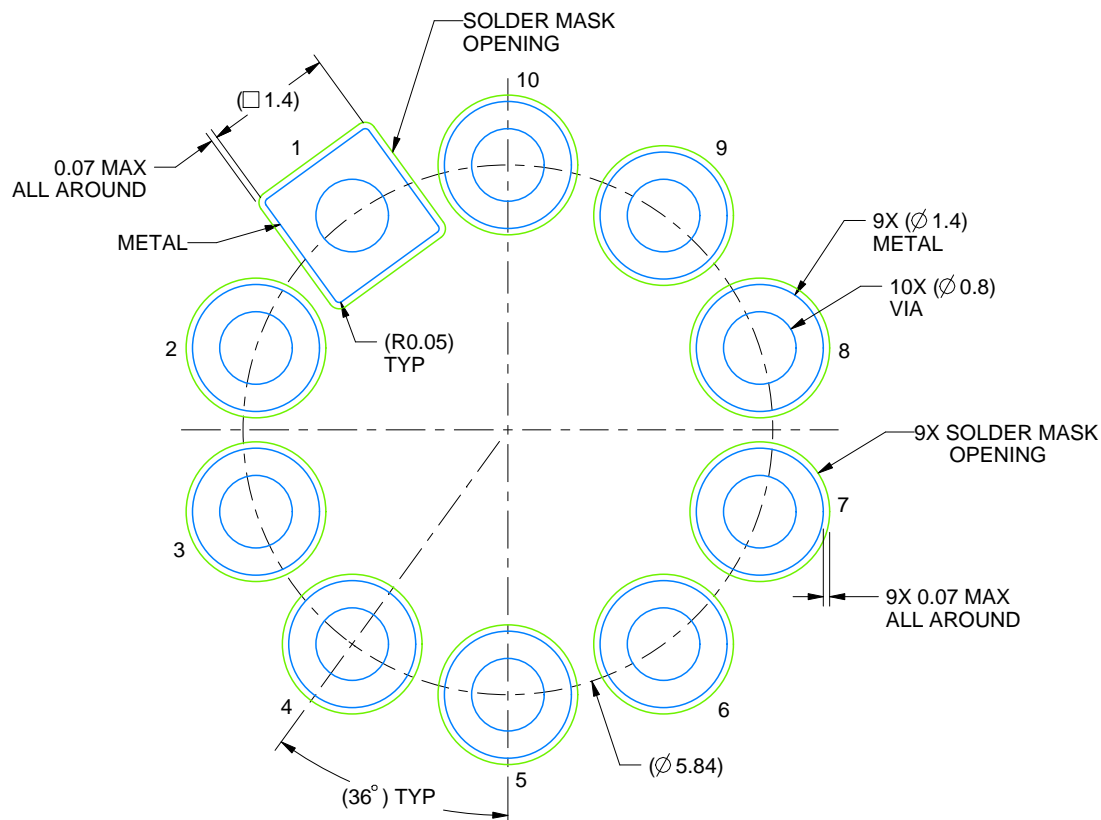 SOLDER MASK
OPENING
10
(□ 1.4)
1
9
0.07 MAX
ALL AROUND
9X (∅ 1.4)
METAL
METAL
10X (∅ 0.8)
VIA
2
(R0.05)
TYP
8
9X SOLDER MASK
OPENING
7
3
9X 0.07 MAX
ALL AROUND
4
6
(∅ 5.84)
5
(36°) TYP